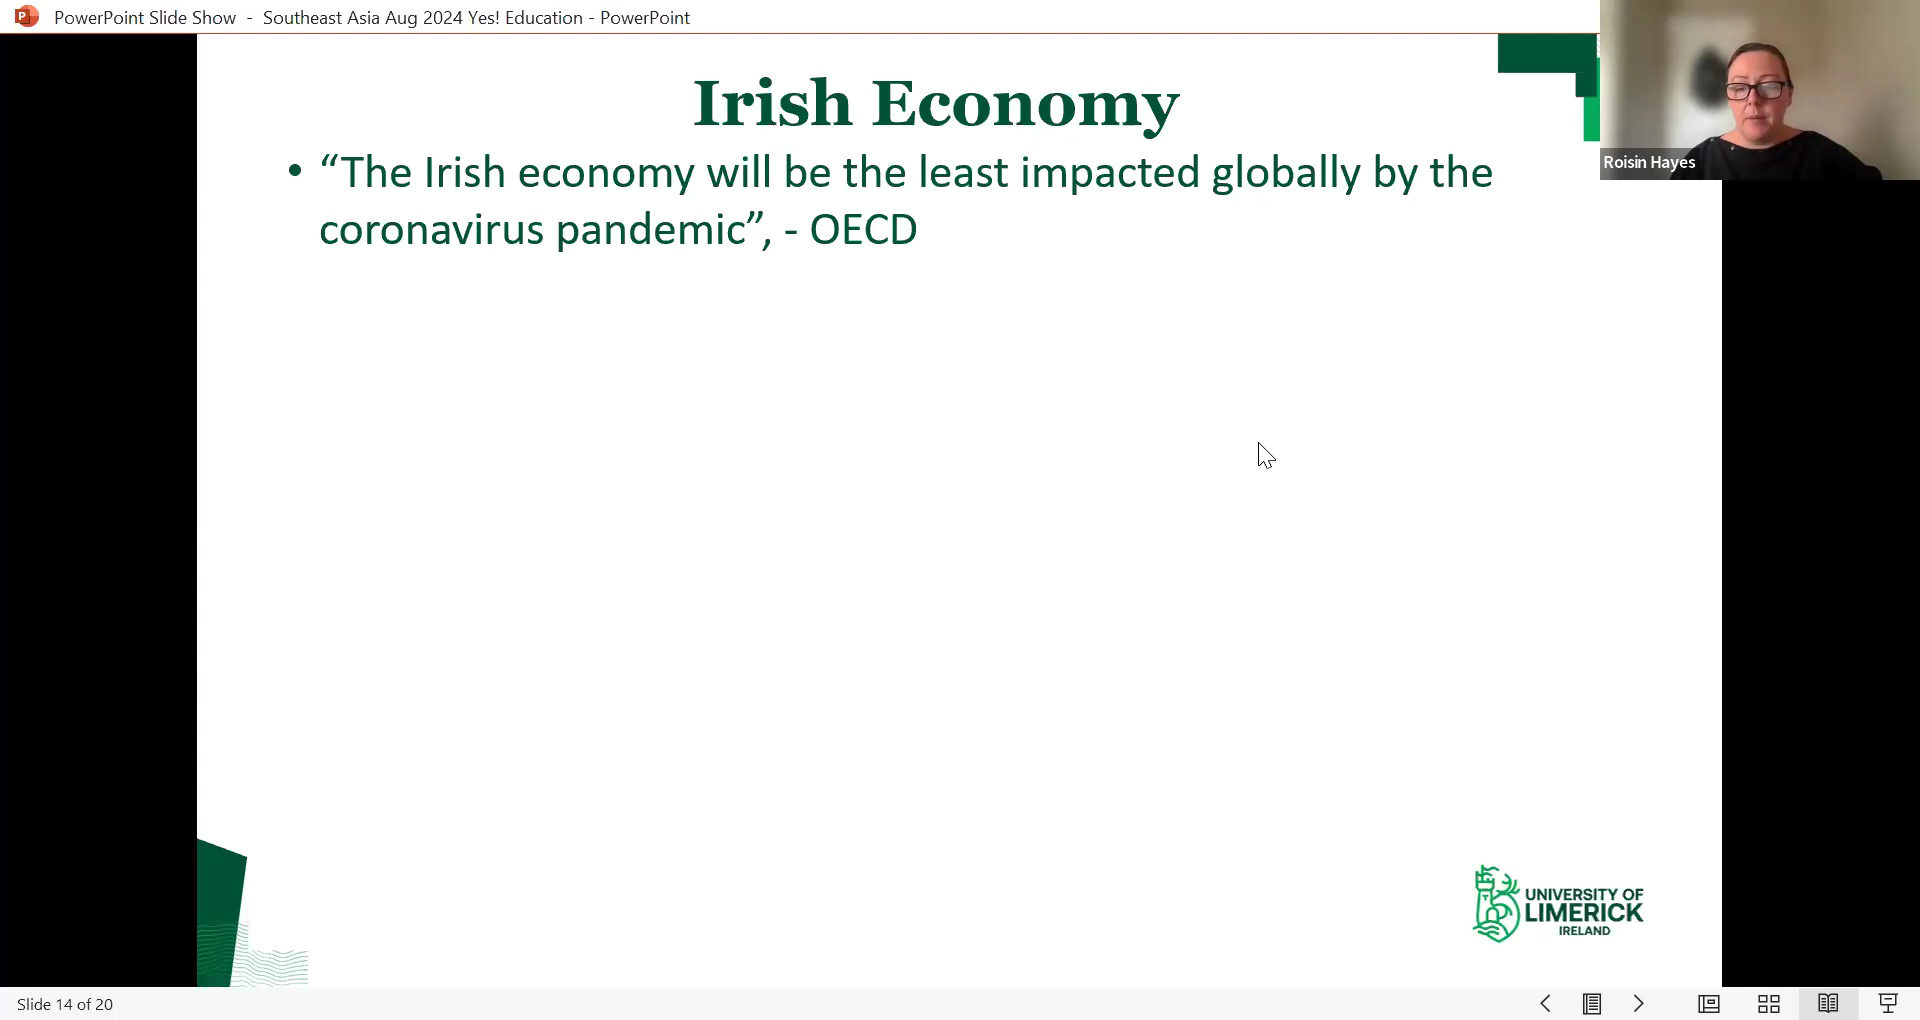 PowerPoint Slide Show - Southeast Asia Aug 2024 Yes! Education - PowerPoint
Irish Economy
• “The Irish economy will be the least impacted globally by the
coronavirus pandemic”, - OECD
Roisin Hayes
UNIVERSITY OF
LIMERICK
IRELAND
Slide 14 of 20